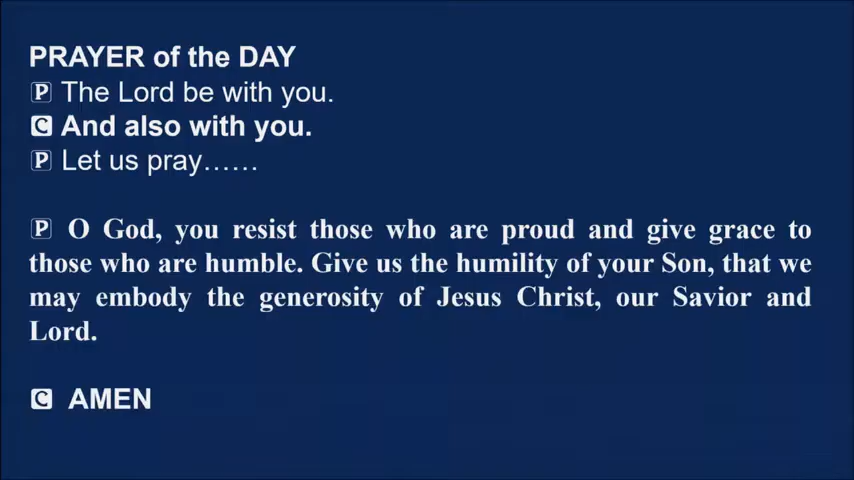 PRAYER of the DAY
P The Lord be with you.
C And also with you.
P Let us pray……
P O God, you resist those who are proud and give grace to
those who are humble. Give us the humility of your Son, that we
may embody the generosity of Jesus Christ, our Savior and
Lord.
C AMEN